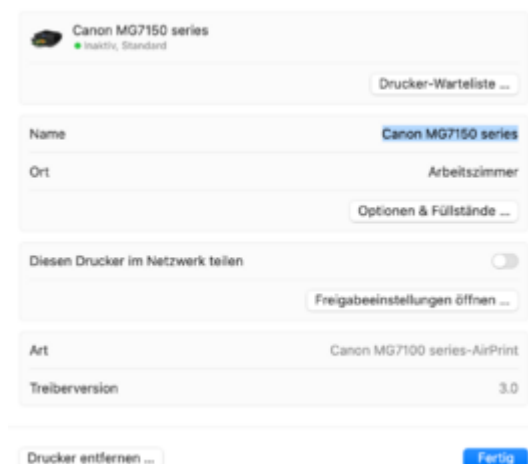 Canon MG7150 series
Inaktiv, Standard
Drucker-Warteliste ...
Name Canon MG7150 series
Ort Arbeitszimmer
Optionen & Füllstände ...
Diesen Drucker im Netzwerk teilen
Freigabeeinstellungen öffnen ...
Art Canon MG7100 series-AirPrint
Treiberversion 3.0
Drucker entfernen ... Fertig